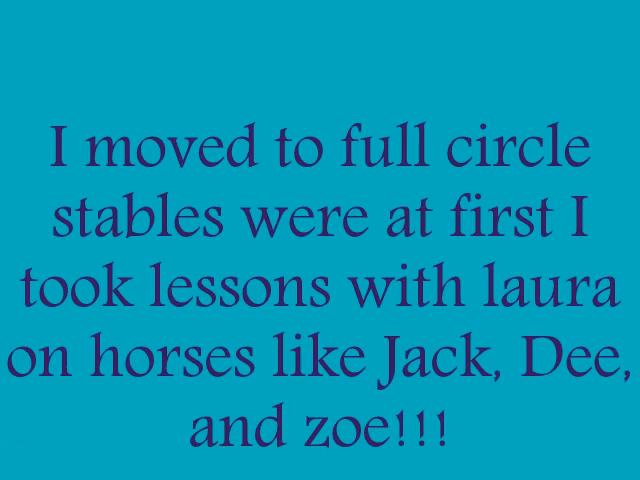 I moved to full circle
stables were at first I
took lessons with laura
on horses like Jack, Dee,
and zoe!!!